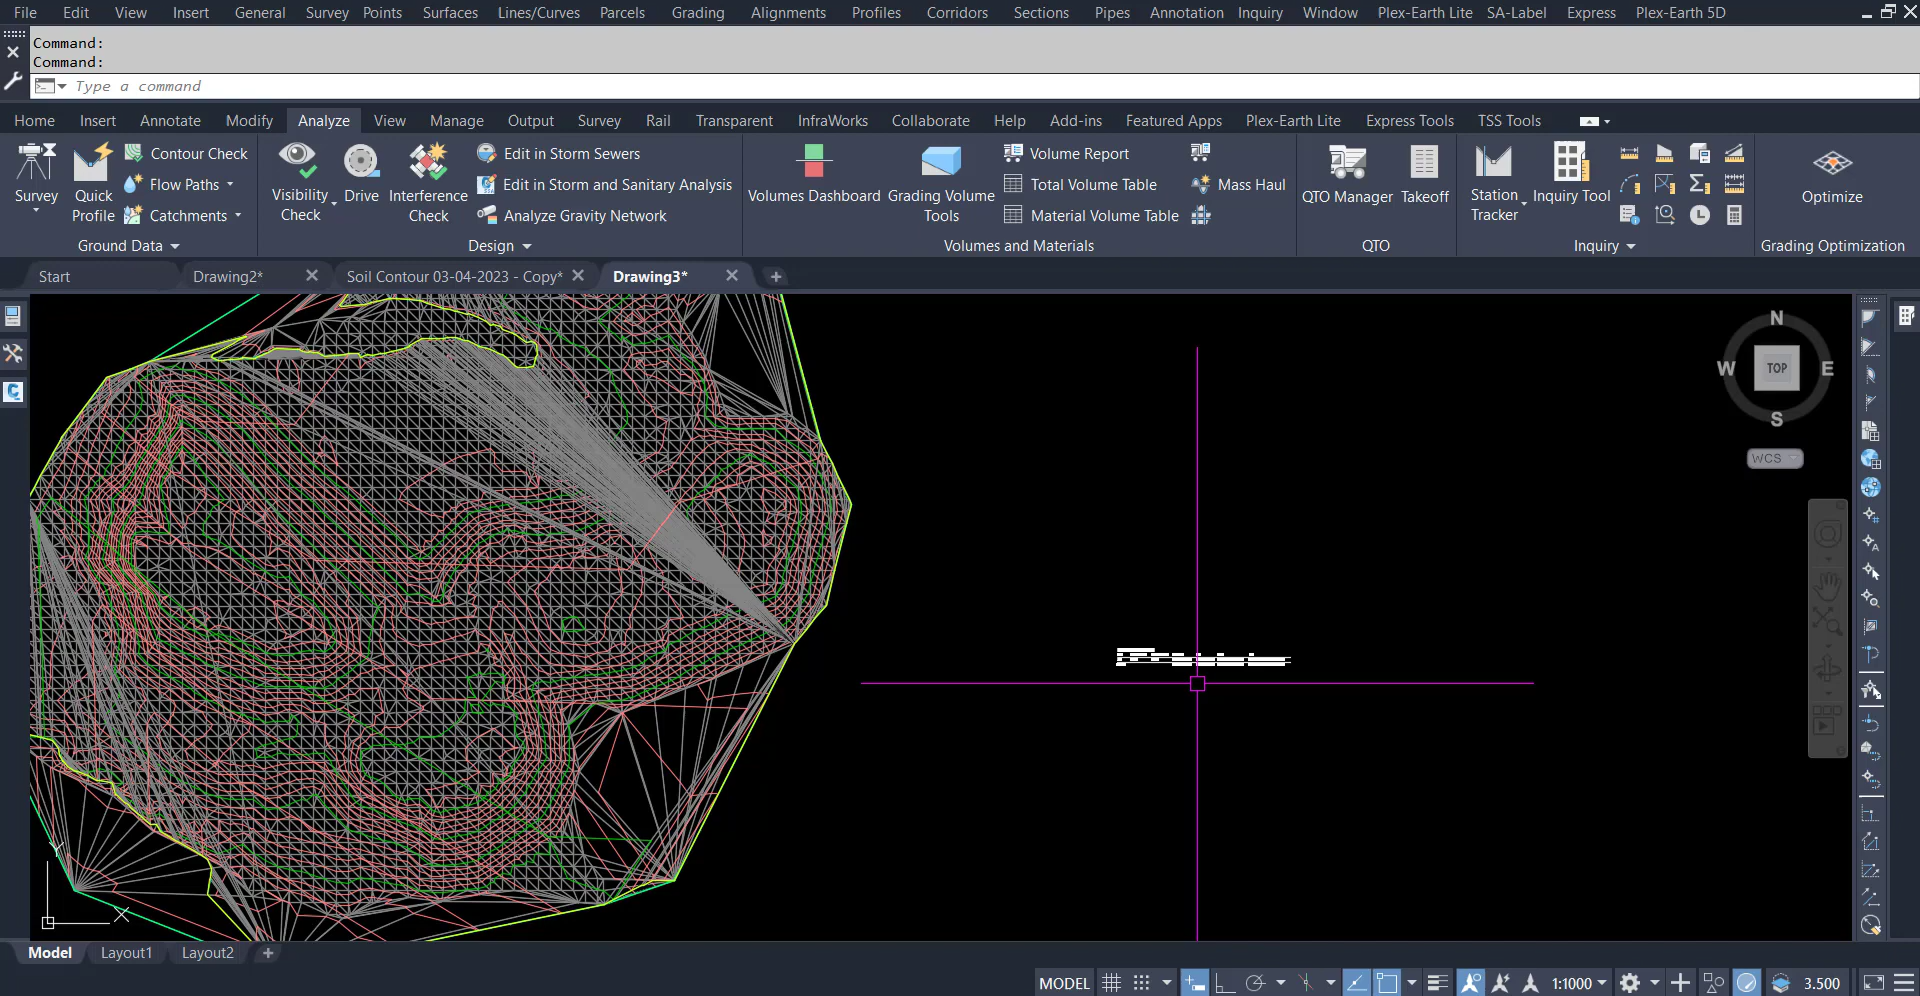 File Edit View Insert General Survey Points Surfaces Lines/Curves Parcels Grading Alignments Profiles Corridors Sections Pipes Annotation Inquiry Window Plex-Earth Lite SA-Label Express Plex-Earth 5D
Command:
Command:
Type a command
Home Insert Annotate Modify Analyze View Manage Output Survey Rail Transparent InfraWorks Collaborate Help Add-ins Featured Apps Plex-Earth Lite Express Tools TSS Tools
Survey
Quick
Profile
Contour Check
Flow Paths
Catchments
Ground Data
Visibility
Check
Drive
Interference
Check
Edit in Storm Sewers
Edit in Storm and Sanitary Analysis
Analyze Gravity Network
Design
Volumes Dashboard
Grading Volume
Tools
Volume Report
Total Volume Table
Material Volume Table
Mass Haul
Volumes and Materials
QTO Manager
Takeoff
QTO
Station
Tracker
Inquiry Tool
Inquiry
Optimize
Grading Optimization
Start Drawing2* Soil Contour 03-04-2023 - Copy* Drawing3*
N
W TOP E
S
WCS
Y
X
Model Layout1 Layout2
MODEL 1:1000 3.500